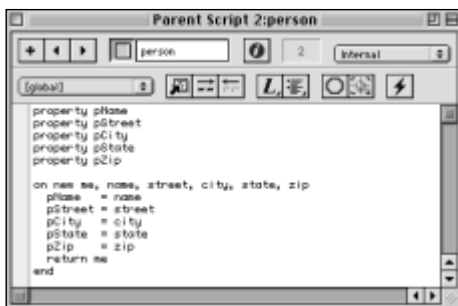 Parent Script 2:person
person
2
Internal
[global]
L
property pName
property pStreet
property pCity
property pState
property pZip
on new me, name, street, city, state, zip
pName = name
pStreet = street
pCity = city
pState = state
pZip = zip
return me
end